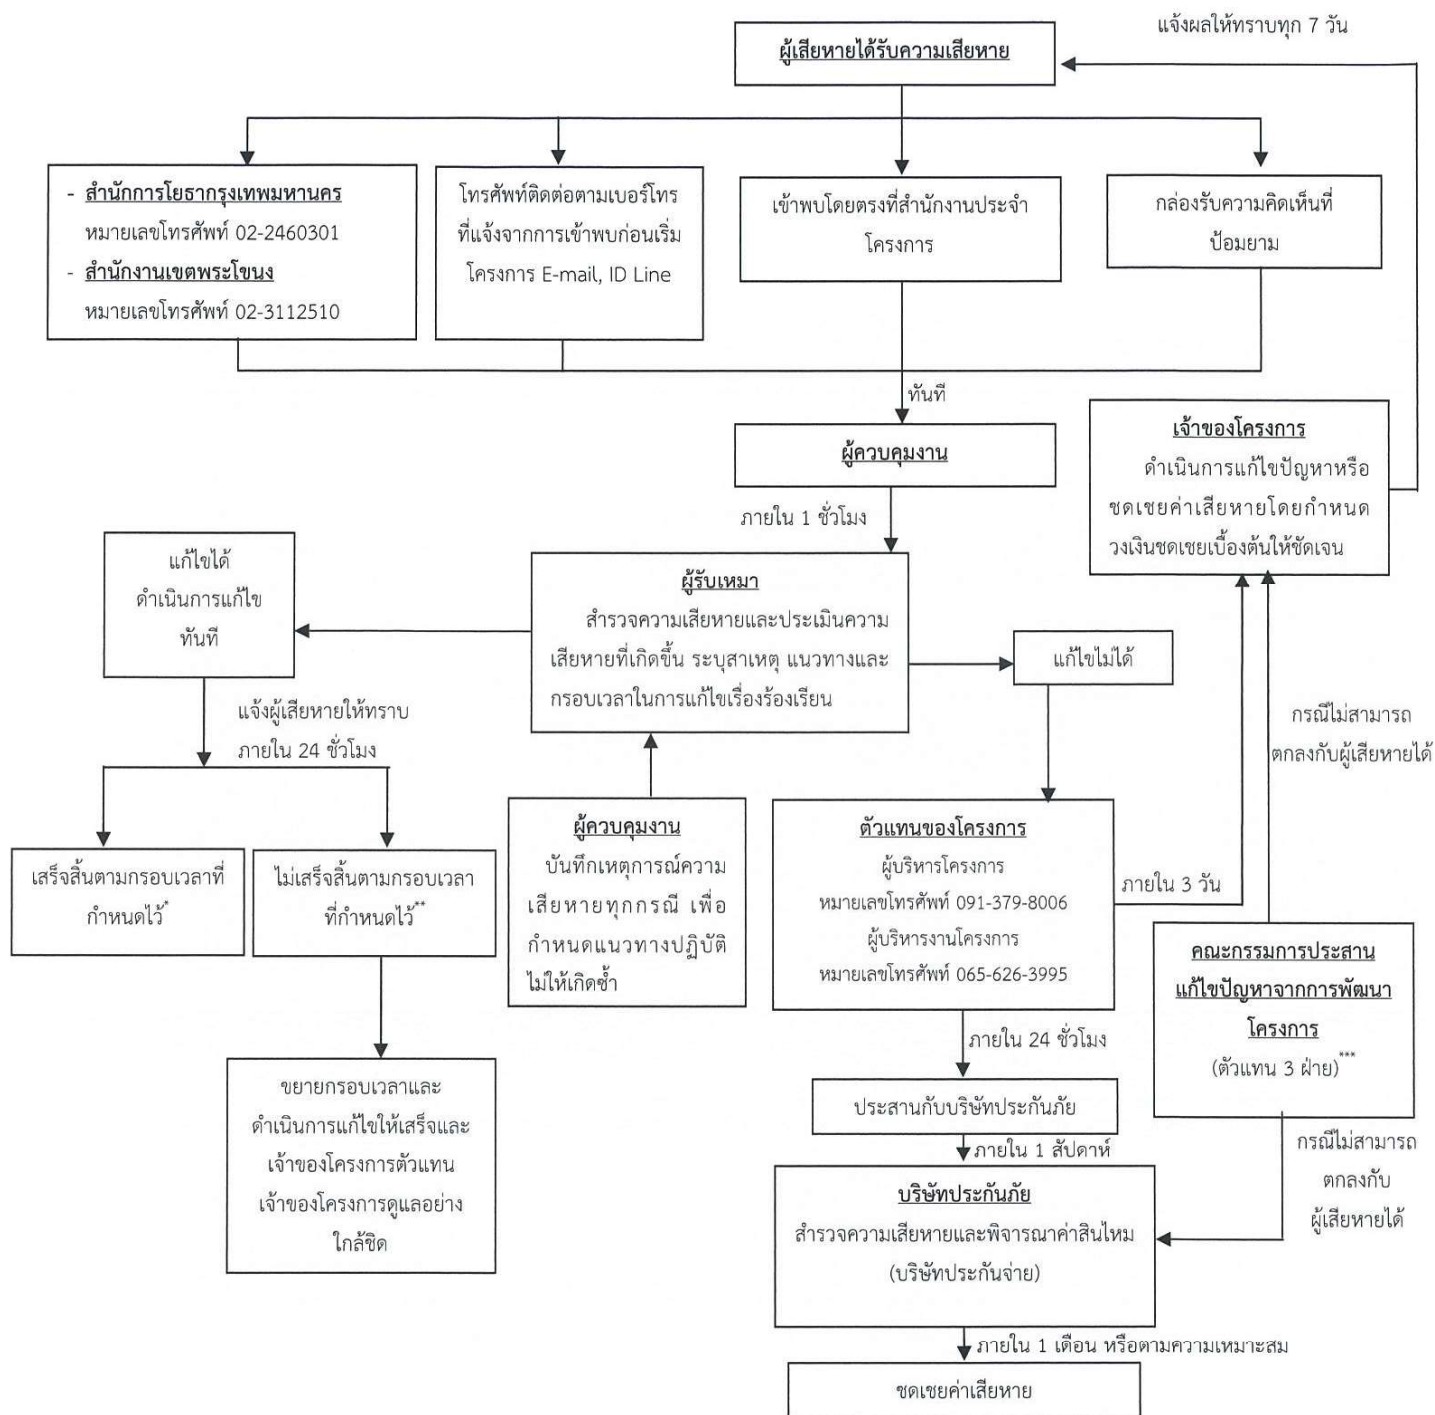 แจ้งผลให้ทราบทุก 7 วัน
ผู้เสียหายได้รับความเสียหาย
- สำนักการโยธากรุงเทพมหานคร
หมายเลขโทรศัพท์ 02-2460301
- สำนักงานเขตพระโขนง
หมายเลขโทรศัพท์ 02-3112510
โทรศัพท์ติดต่อตามเบอร์โทร
ที่แจ้งจากการเข้าพบก่อนเริ่ม
โครงการ E-mail, ID Line
เข้าพบโดยตรงที่สำนักงานประจำ
โครงการ
กล่องรับความคิดเห็นที่
ป้อมยาม
ทันที
ผู้ควบคุมงาน
ภายใน 1 ชั่วโมง
เจ้าของโครงการ
ดำเนินการแก้ไขปัญหาหรือ
ชดเชยค่าเสียหายโดยกำหนด
วงเงินชดเชยเบื้องต้นให้ชัดเจน
แก้ไขได้
ดำเนินการแก้ไข
ทันที
ผู้รับเหมา
สำรวจความเสียหายและประเมินความ
เสียหายที่เกิดขึ้น ระบุสาเหตุ แนวทางและ
กรอบเวลาในการแก้ไขเรื่องร้องเรียน
แก้ไขไม่ได้
แจ้งผู้เสียหายให้ทราบ
ภายใน 24 ชั่วโมง
กรณีไม่สามารถ
ตกลงกับผู้เสียหายได้
เสร็จสิ้นตามกรอบเวลาที่
กำหนดไว้*
ไม่เสร็จสิ้นตามกรอบเวลา
ที่กำหนดไว้**
ผู้ควบคุมงาน
บันทึกเหตุการณ์ความ
เสียหายทุกกรณี เพื่อ
กำหนดแนวทางปฏิบัติ
ไม่ให้เกิดซ้ำ
ตัวแทนของโครงการ
ผู้บริหารโครงการ
หมายเลขโทรศัพท์ 091-379-8006
ผู้บริหารงานโครงการ
หมายเลขโทรศัพท์ 065-626-3995
ภายใน 3 วัน
คณะกรรมการประสาน
แก้ไขปัญหาจากการพัฒนา
โครงการ
(ตัวแทน 3 ฝ่าย)***
ภายใน 24 ชั่วโมง
ขยายกรอบเวลาและ
ดำเนินการแก้ไขให้เสร็จและ
เจ้าของโครงการตัวแทน
เจ้าของโครงการดูแลอย่าง
ใกล้ชิด
ประสานกับบริษัทประกันภัย
ภายใน 1 สัปดาห์
กรณีไม่สามารถ
ตกลงกับ
ผู้เสียหายได้
บริษัทประกันภัย
สำรวจความเสียหายและพิจารณาค่าสินไหม
(บริษัทประกันจ่าย)
ภายใน 1 เดือน หรือตามความเหมาะสม
ชดเชยค่าเสียหาย